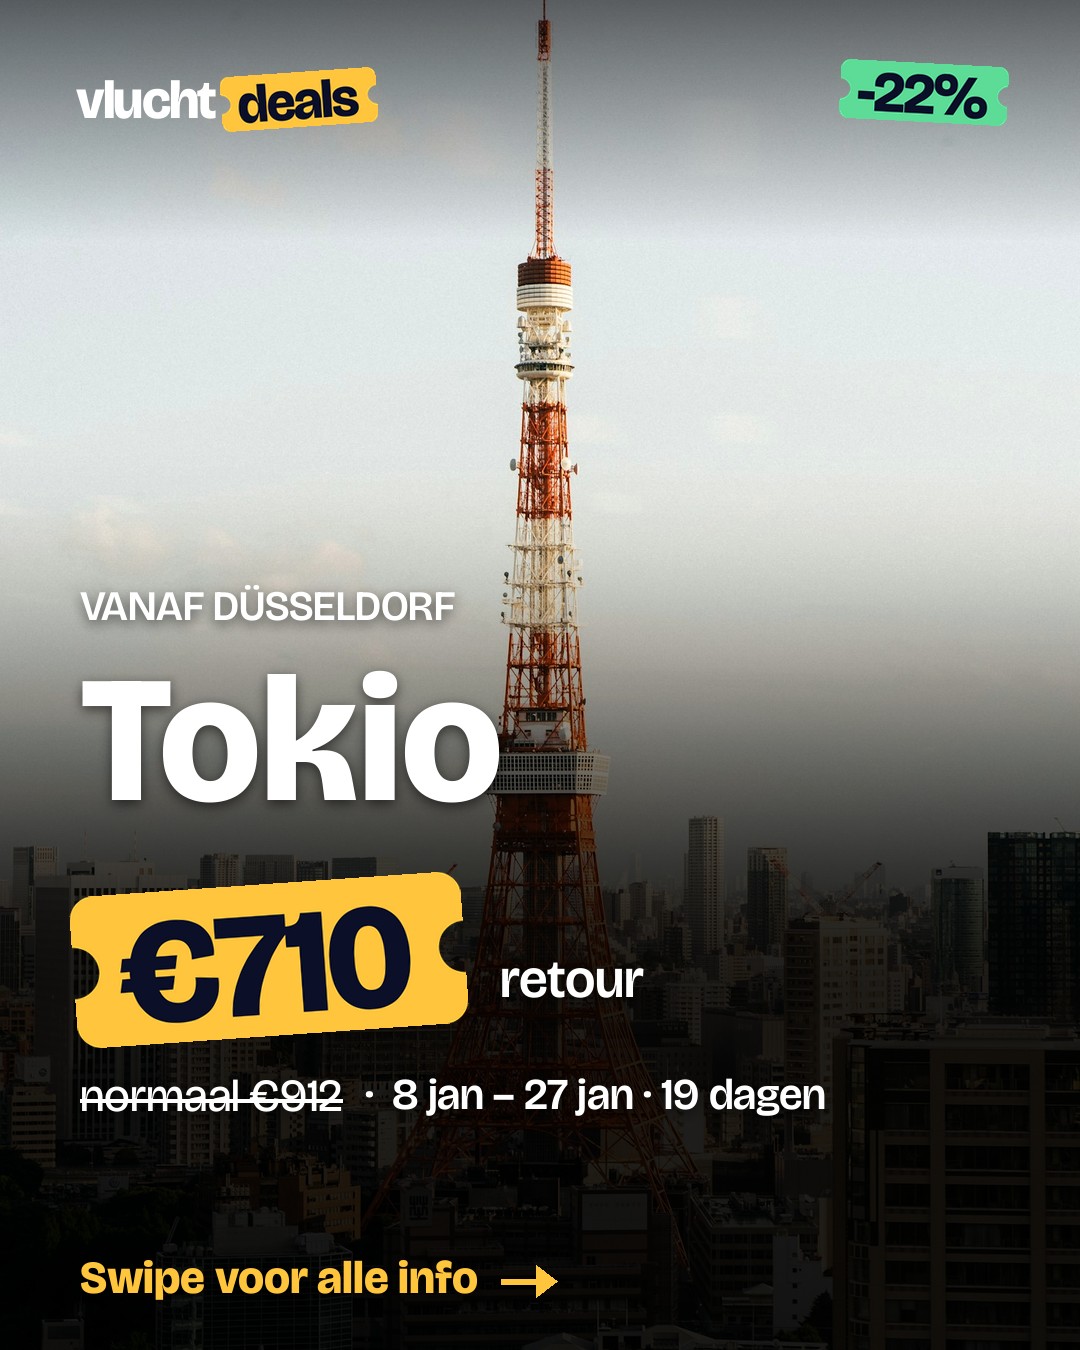 vlucht deals
-22%
VANAF DÜSSELDORF
Tokio
€710
retour
normaal €912 · 8 jan – 27 jan · 19 dagen
Swipe voor alle info →